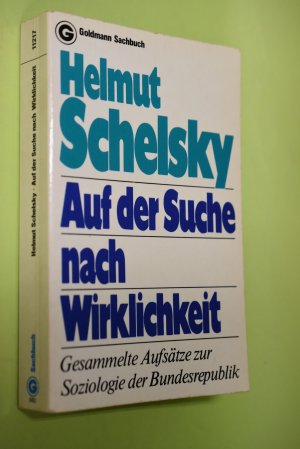 G Goldmann Sachbuch
Helmut
Schelsky
Auf der Suche
nach
Wirklichkeit
Gesammelte Aufsätze zur
Soziologie der Bundesrepublik
Helmut Schelsky · Auf der Suche nach Wirklichkeit 11217
G Sachbuch